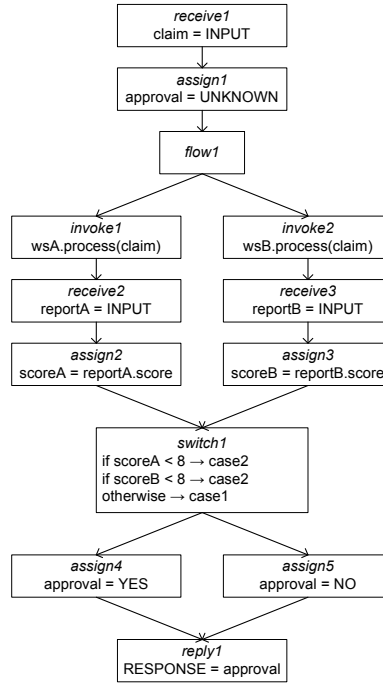 receive1
claim = INPUT
assign1
approval = UNKNOWN
flow1
invoke1
wsA.process(claim)
invoke2
wsB.process(claim)
receive2
reportA = INPUT
receive3
reportB = INPUT
assign2
scoreA = reportA.score
assign3
scoreB = reportB.score
switch1
if scoreA < 8 → case2
if scoreB < 8 → case2
otherwise → case1
assign4
approval = YES
assign5
approval = NO
reply1
RESPONSE = approval